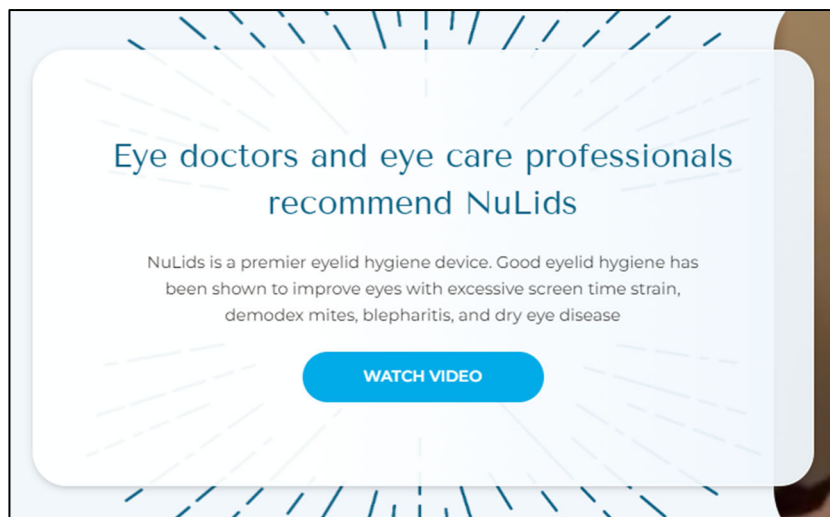 Eye doctors and eye care professionals
recommend NuLids
NuLids is a premier eyelid hygiene device. Good eyelid hygiene has
been shown to improve eyes with excessive screen time strain,
demodex mites, blepharitis, and dry eye disease
WATCH VIDEO